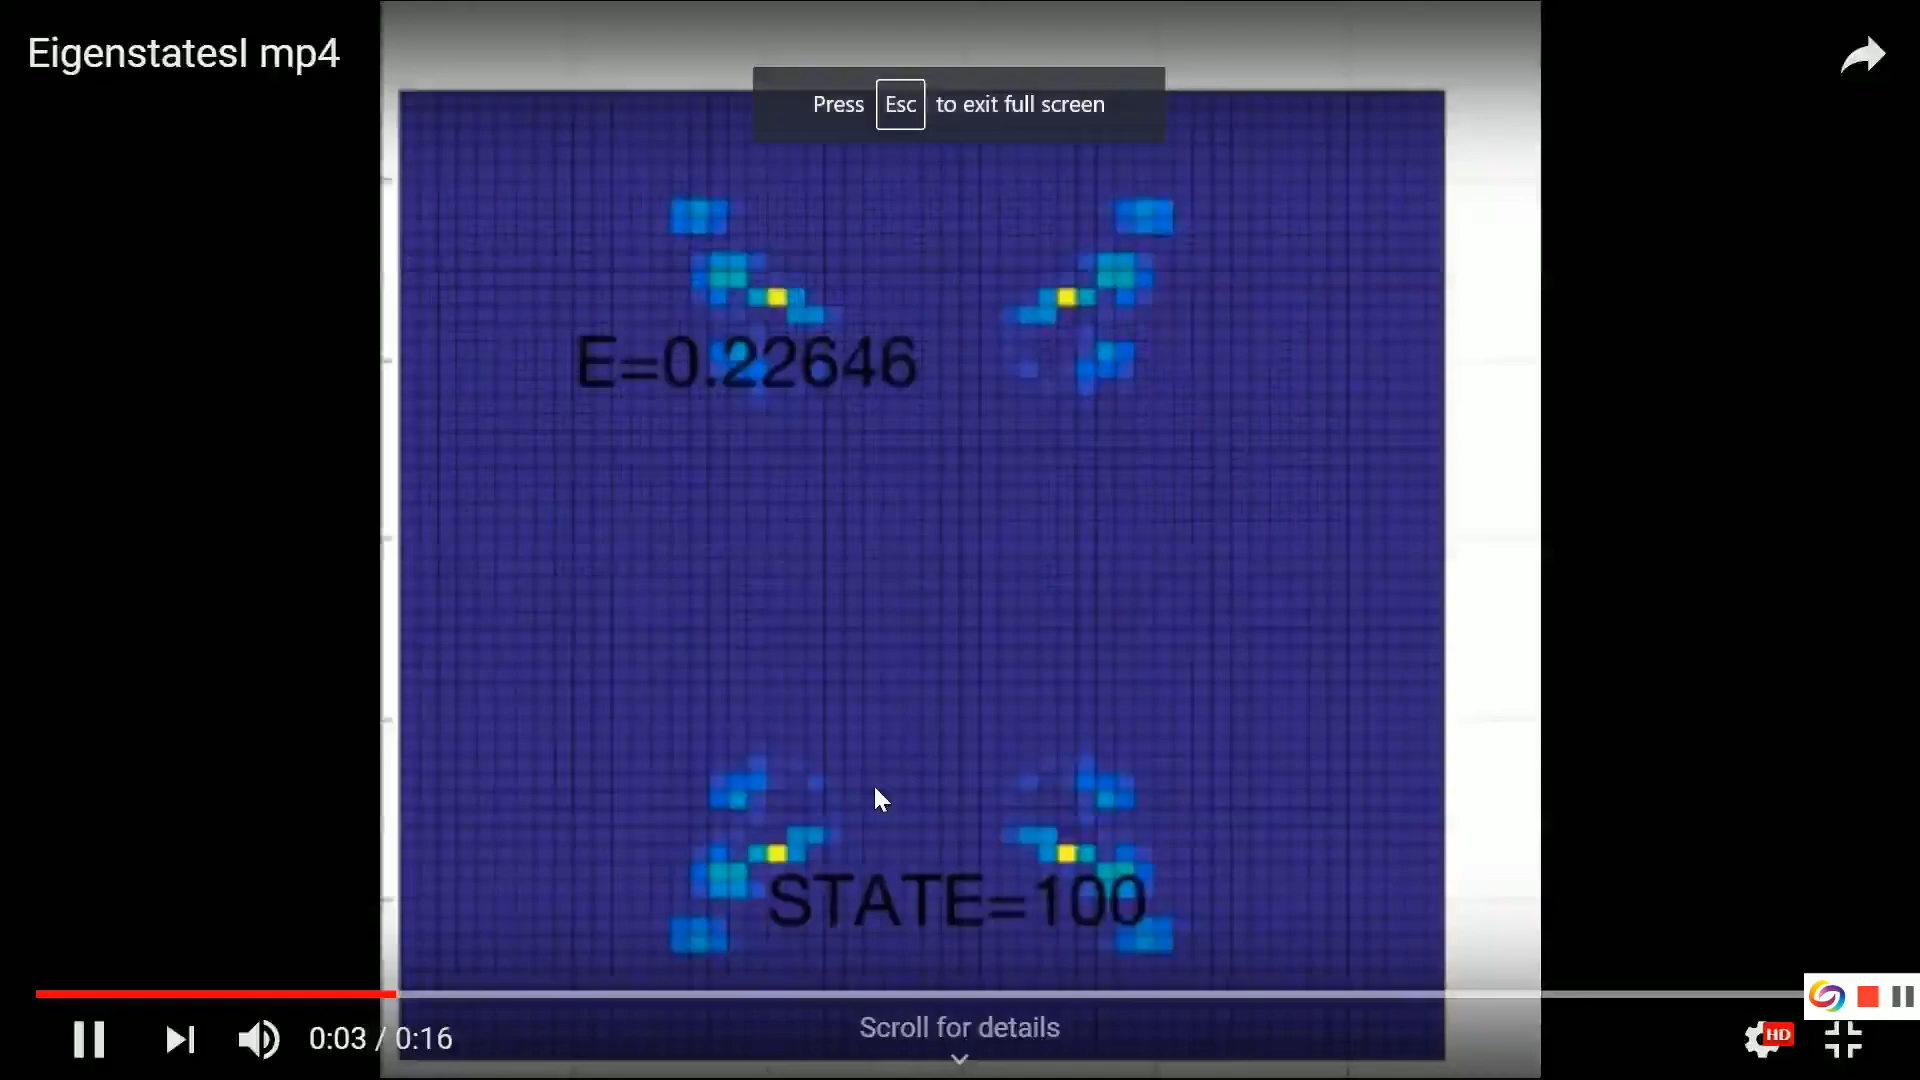 EigenstatesI mp4
Press Esc to exit full screen
E=0.22646
STATE=100
Scroll for details
0:03 / 0:16
HD